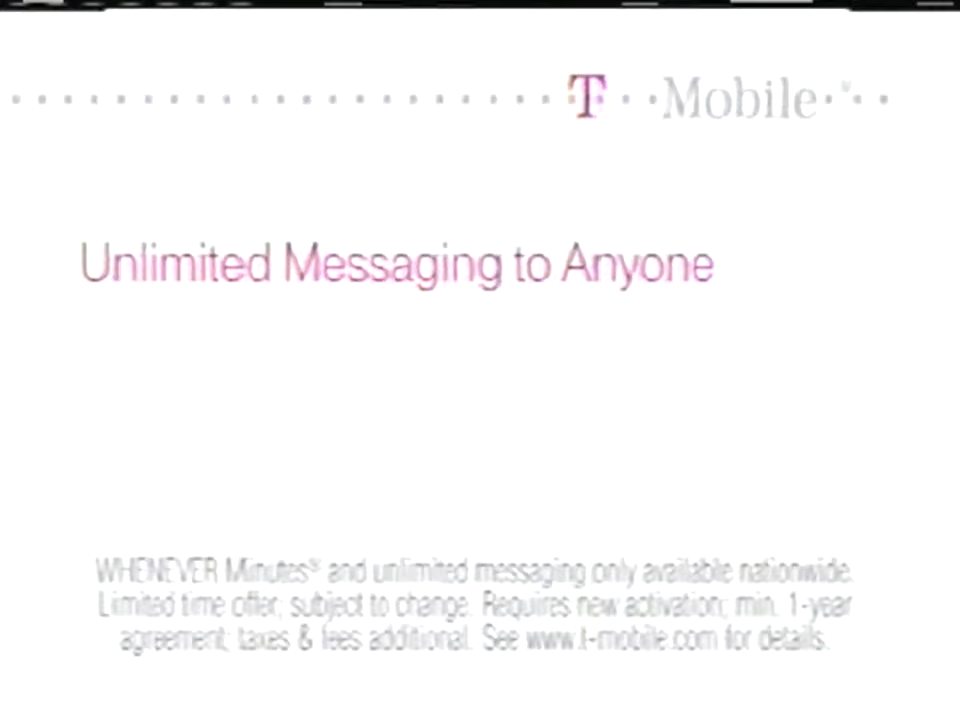 T · · Mobile ·
Unlimited Messaging to Anyone
WHENEVER Minutes® and unlimited messaging only available nationwide.
Limited time offer; subject to change. Requires new activation; min. 1-year
agreement; taxes & fees additional. See www.t-mobile.com for details.